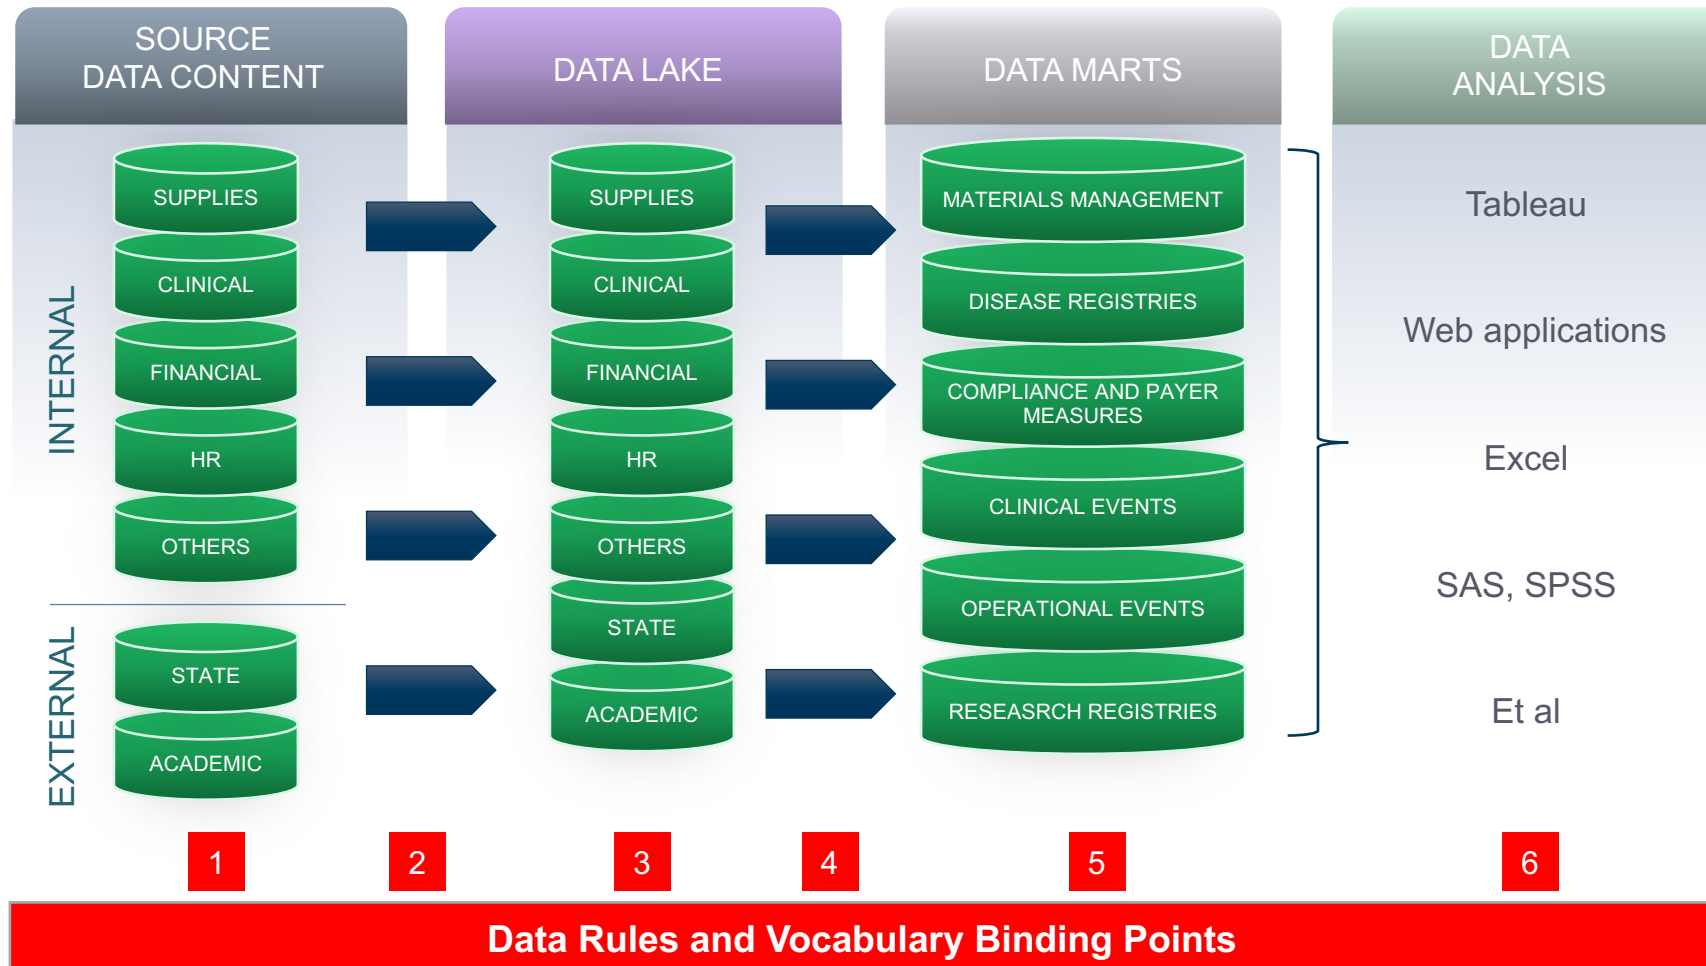 SOURCE
DATA CONTENT
DATA LAKE
DATA MARTS
DATA
ANALYSIS
INTERNAL
SUPPLIES
CLINICAL
FINANCIAL
HR
OTHERS
EXTERNAL
STATE
ACADEMIC
SUPPLIES
CLINICAL
FINANCIAL
HR
OTHERS
STATE
ACADEMIC
MATERIALS MANAGEMENT
DISEASE REGISTRIES
COMPLIANCE AND PAYER
MEASURES
CLINICAL EVENTS
OPERATIONAL EVENTS
RESEASRCH REGISTRIES
Tableau
Web applications
Excel
SAS, SPSS
Et al
1
2
3
4
5
6
Data Rules and Vocabulary Binding Points